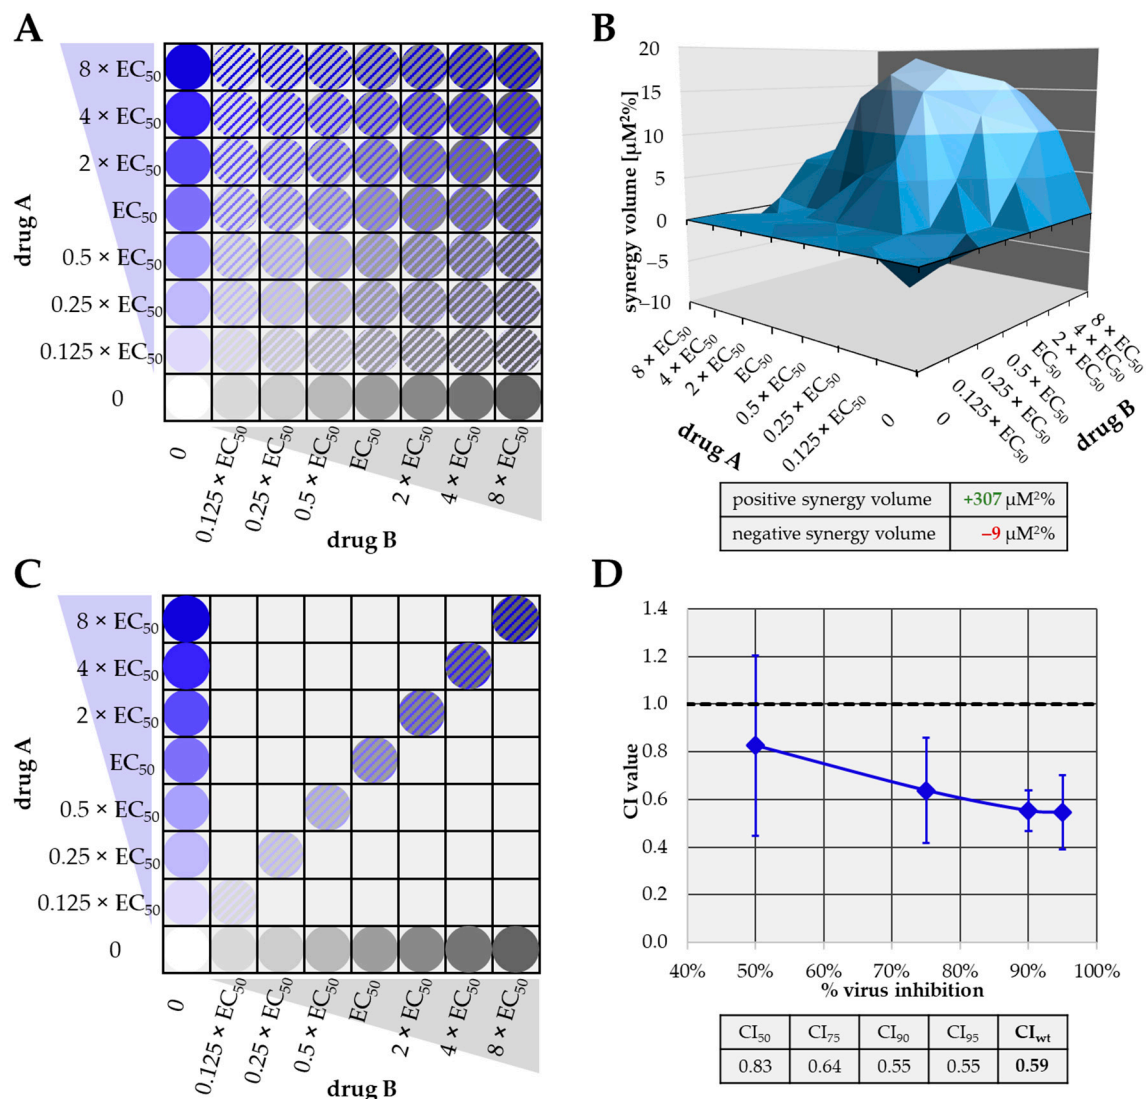 A
8 × EC50
4 × EC50
2 × EC50
EC50
0.5 × EC50
0.25 × EC50
0.125 × EC50
0
drug A
0
0.125 × EC50
0.25 × EC50
0.5 × EC50
EC50
2 × EC50
4 × EC50
8 × EC50
drug B
B
20
15
10
5
0
–5
–10
synergy volume [µM²%]
8 × EC50
4 × EC50
2 × EC50
EC50
0.5 × EC50
0.25 × EC50
0.125 × EC50
0
drug A
0
0.125 × EC50
0.25 × EC50
0.5 × EC50
EC50
2 × EC50
4 × EC50
8 × EC50
drug B
positive synergy volume +307 µM²%
negative synergy volume –9 µM²%
C
8 × EC50
4 × EC50
2 × EC50
EC50
0.5 × EC50
0.25 × EC50
0.125 × EC50
0
drug A
0
0.125 × EC50
0.25 × EC50
0.5 × EC50
EC50
2 × EC50
4 × EC50
8 × EC50
drug B
D
1.4
1.2
1.0
0.8
0.6
0.4
0.2
0.0
CI value
40% 50% 60% 70% 80% 90% 100%
% virus inhibition
CI50 CI75 CI90 CI95 CIwt
0.83 0.64 0.55 0.55 0.59